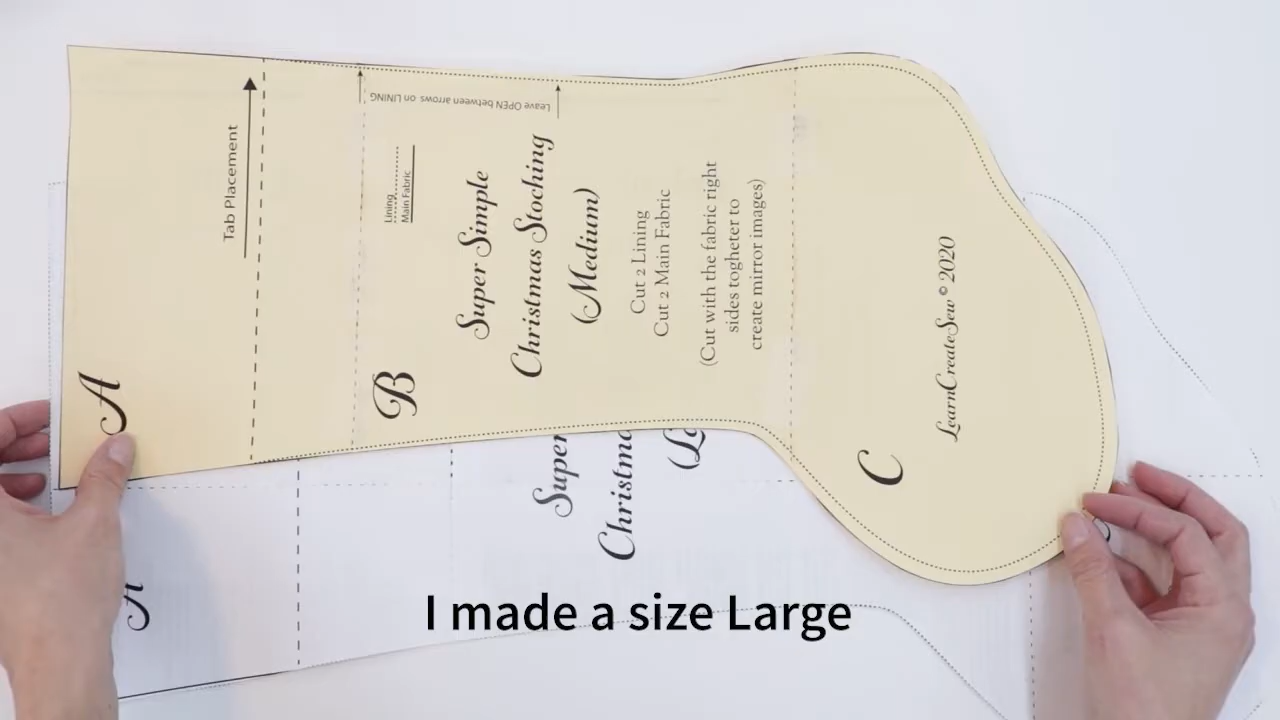 Tab Placement
Leave OPEN between arrows on LINING
Lining
Main Fabric
A
B
Super Simple
Christmas Stoching
(Medium)
Cut 2 Lining
Cut 2 Main Fabric
(Cut with the fabric right
sides togheter to
create mirror images)
C
LearnCreateSew © 2020
A
Super
Christma
I made a size Large